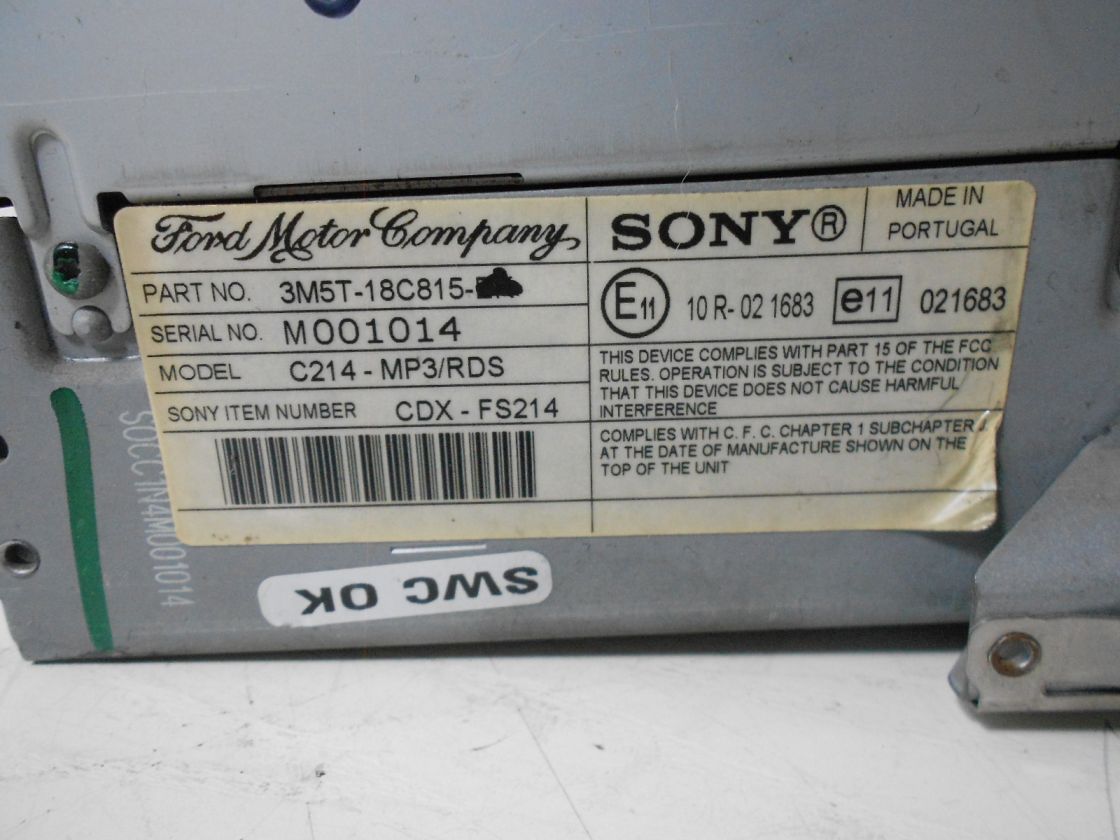 Ford Motor Company
PART NO. 3M5T-18C815-
SERIAL NO. M001014
MODEL C214 - MP3/RDS
SONY ITEM NUMBER CDX - FS214
SONY®
MADE IN
PORTUGAL
E11 10 R- 02 1683 e11 021683
THIS DEVICE COMPLIES WITH PART 15 OF THE FCC
RULES. OPERATION IS SUBJECT TO THE CONDITION
THAT THIS DEVICE DOES NOT CAUSE HARMFUL
INTERFERENCE
COMPLIES WITH C. F. C. CHAPTER 1 SUBCHAPTER J.
AT THE DATE OF MANUFACTURE SHOWN ON THE
TOP OF THE UNIT
SWC OK